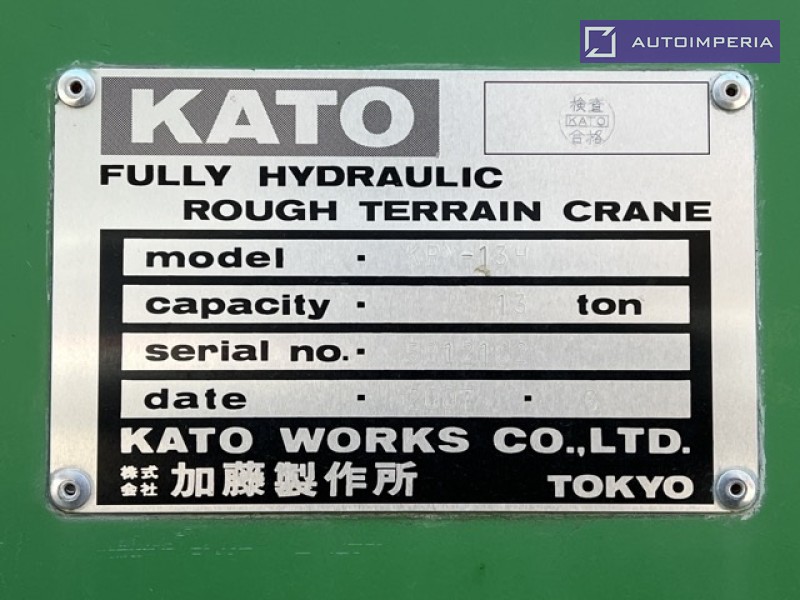 AUTOIMPERIA
KATO
検査
KATO
合格
FULLY HYDRAULIC
ROUGH TERRAIN CRANE
model ・
capacity ・ 13 ton
serial no.・
date ・ ・
KATO WORKS CO.,LTD.
株式会社 加藤製作所 TOKYO